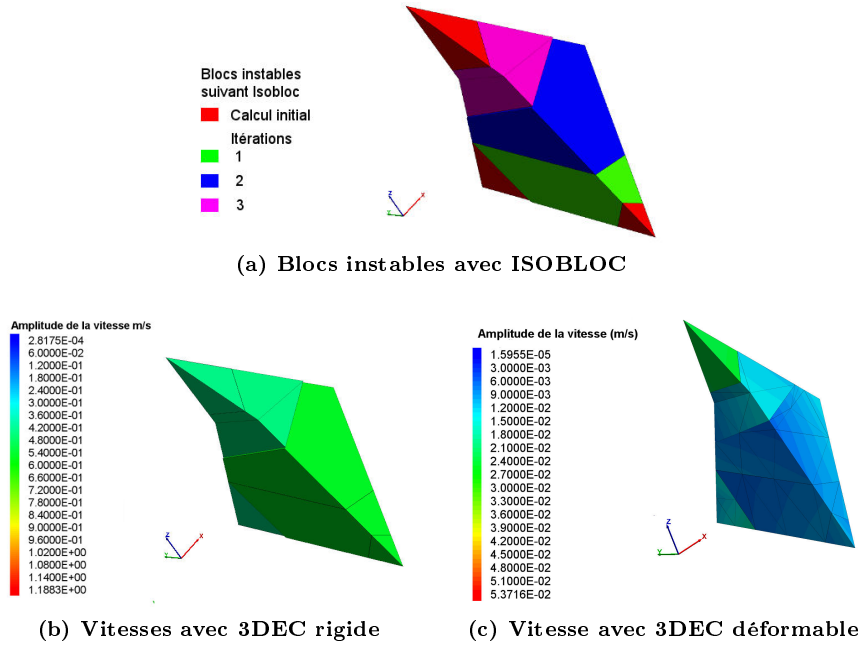 Blocs instables
suivant Isobloc
Calcul initial
Itérations
1
2
3
z
x
y
(a) Blocs instables avec ISOBLOC
Amplitude de la vitesse m/s
2.8175E-04
6.0000E-02
1.2000E-01
1.8000E-01
2.4000E-01
3.0000E-01
3.6000E-01
4.2000E-01
4.8000E-01
5.4000E-01
6.0000E-01
6.6000E-01
7.2000E-01
7.8000E-01
8.4000E-01
9.0000E-01
9.6000E-01
1.0200E+00
1.0800E+00
1.1400E+00
1.1883E+00
z
x
y
(b) Vitesses avec 3DEC rigide
Amplitude de la vitesse (m/s)
1.5955E-05
3.0000E-03
6.0000E-03
9.0000E-03
1.2000E-02
1.5000E-02
1.8000E-02
2.1000E-02
2.4000E-02
2.7000E-02
3.0000E-02
3.3000E-02
3.6000E-02
3.9000E-02
4.2000E-02
4.5000E-02
4.8000E-02
5.1000E-02
5.3716E-02
z
x
y
(c) Vitesse avec 3DEC déformable